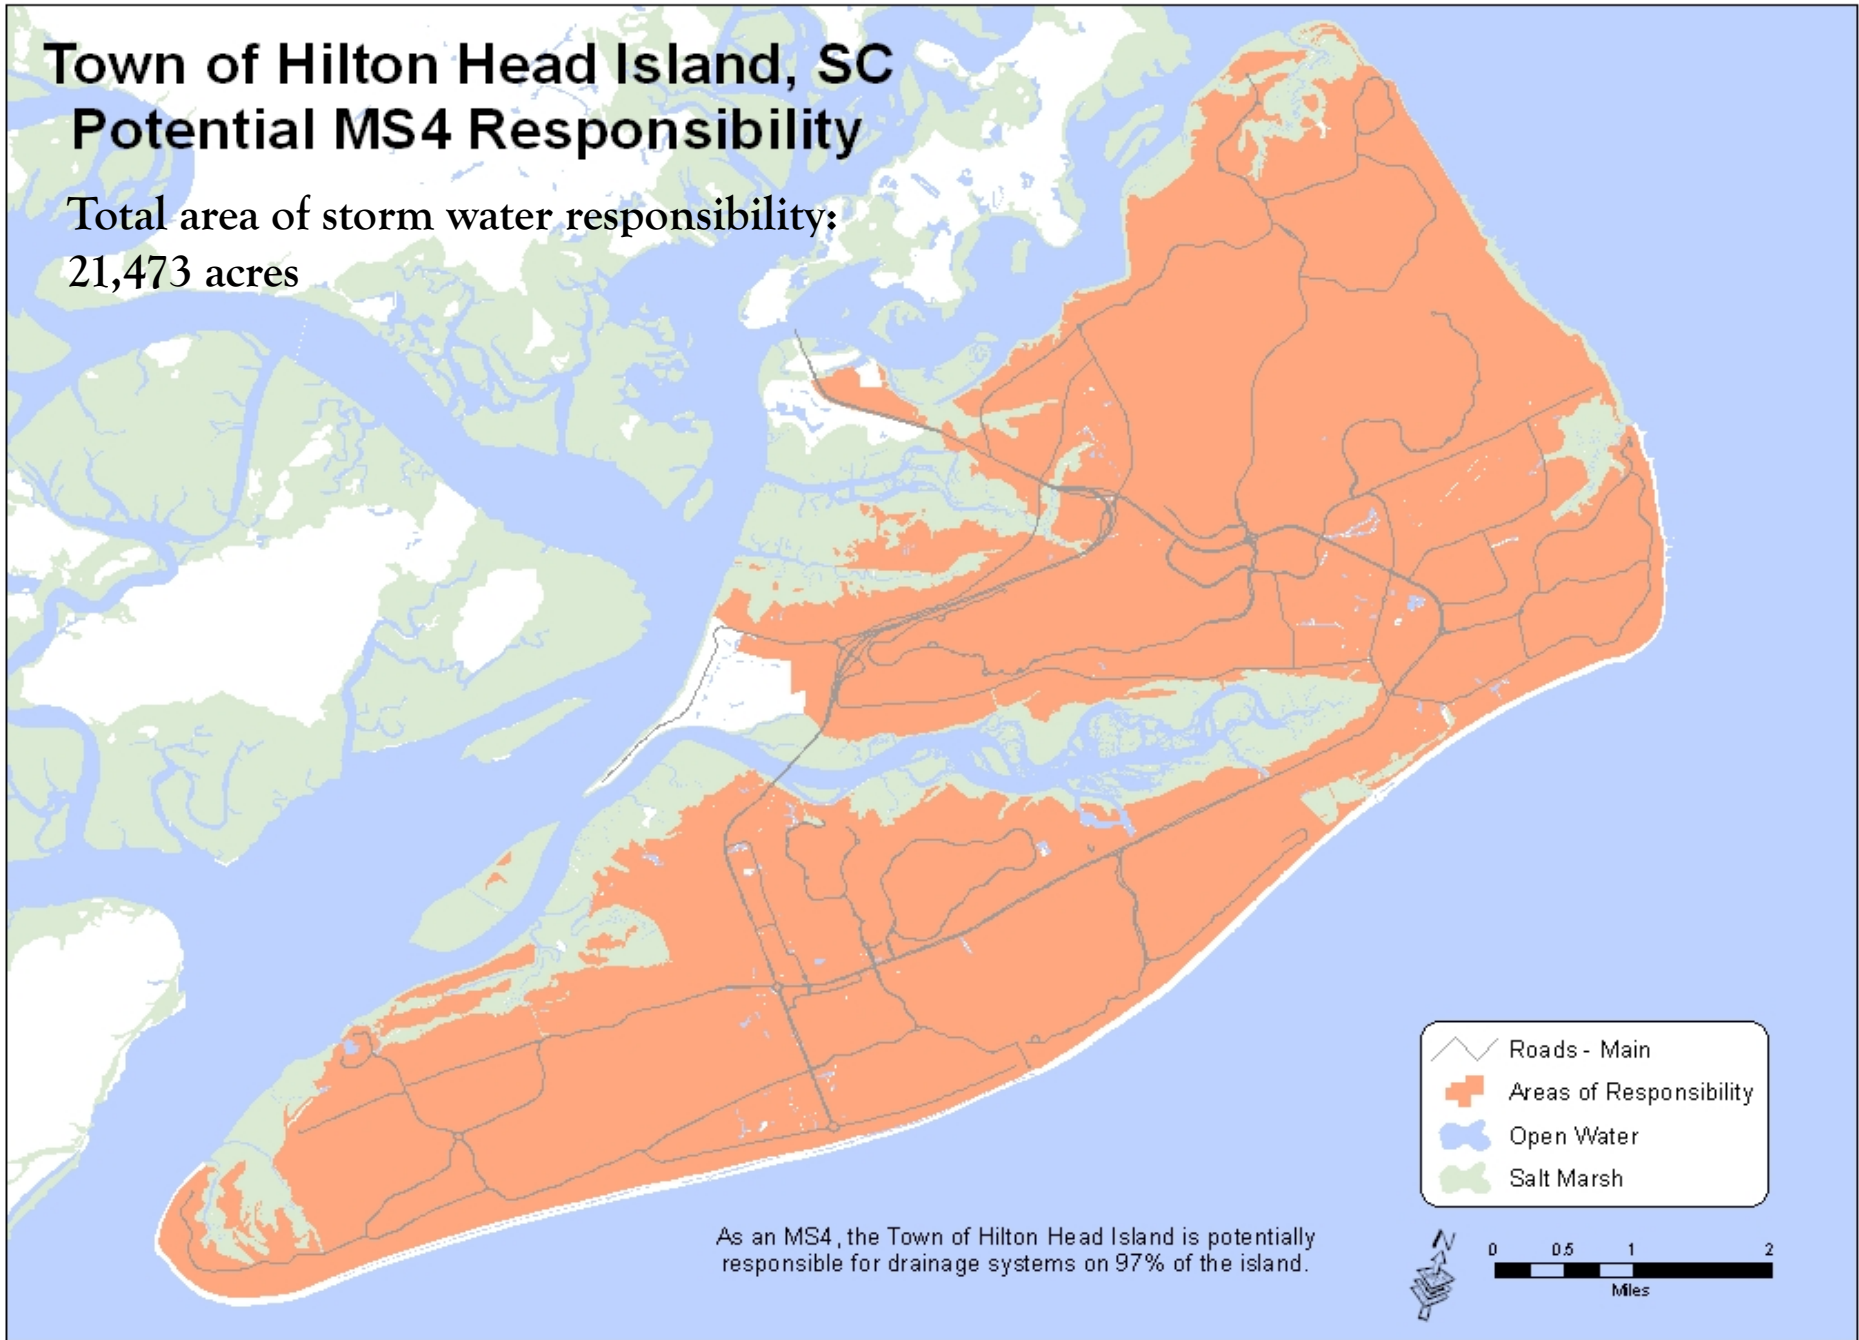 Town of Hilton Head Island, SC
Potential MS4 Responsibility
Total area of storm water responsibility:
21,473 acres
Roads - Main
Areas of Responsibility
Open Water
Salt Marsh
As an MS4, the Town of Hilton Head Island is potentially
responsible for drainage systems on 97% of the island.
N
0 0.5 1 2
Miles